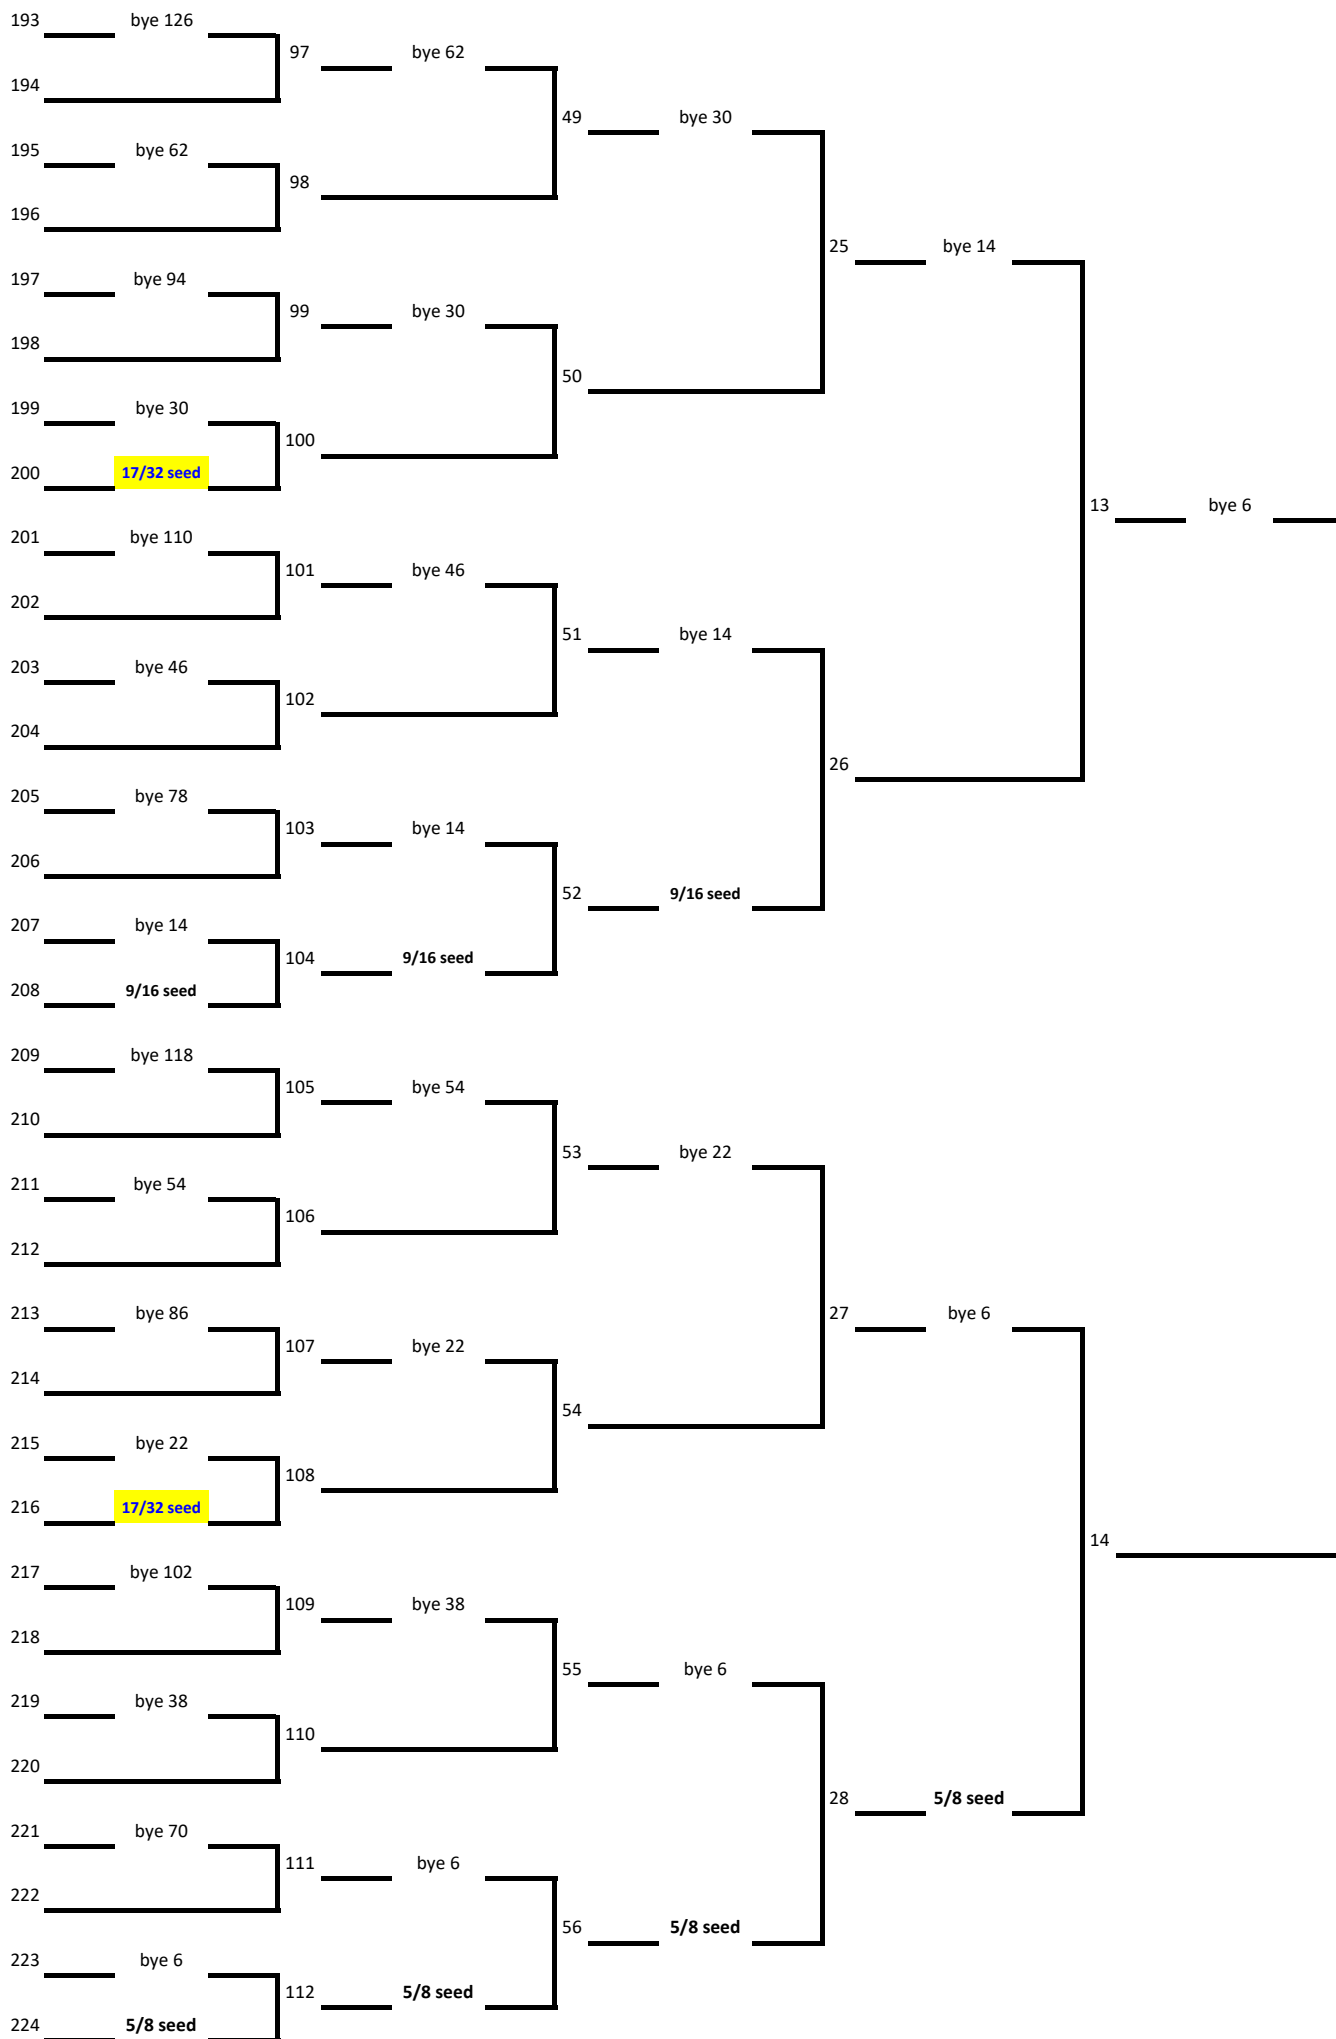 193 bye 126
97 bye 62
194
49 bye 30
195 bye 62
98
196
25 bye 14
197 bye 94
99 bye 30
198
50
199 bye 30
100
200 17/32 seed
13 bye 6
201 bye 110
101 bye 46
202
51 bye 14
203 bye 46
102
204
26
205 bye 78
103 bye 14
206
52 9/16 seed
207 bye 14
104 9/16 seed
208 9/16 seed
209 bye 118
105 bye 54
210
53 bye 22
211 bye 54
106
212
213 bye 86
27 bye 6
107 bye 22
214
54
215 bye 22
108
216 17/32 seed
14
217 bye 102
109 bye 38
218
55 bye 6
219 bye 38
110
220
28 5/8 seed
221 bye 70
111 bye 6
222
56 5/8 seed
223 bye 6
112 5/8 seed
224 5/8 seed